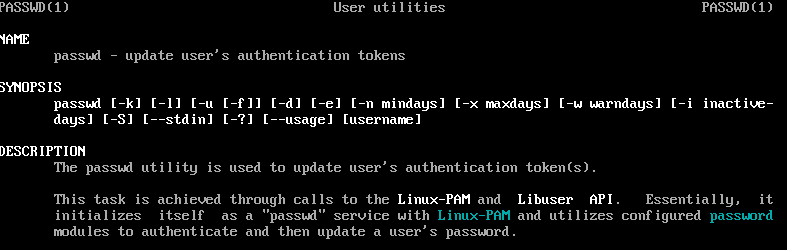 PASSWD(1) User utilities PASSWD(1)
NAME
passwd - update user's authentication tokens
SYNOPSIS
passwd [-k] [-l] [-u [-f]] [-d] [-e] [-n mindays] [-x maxdays] [-w warndays] [-i inactive-
days] [-S] [--stdin] [-?] [--usage] [username]
DESCRIPTION
The passwd utility is used to update user's authentication token(s).
This task is achieved through calls to the Linux-PAM and Libuser API. Essentially, it
initializes itself as a "passwd" service with Linux-PAM and utilizes configured password
modules to authenticate and then update a user's password.